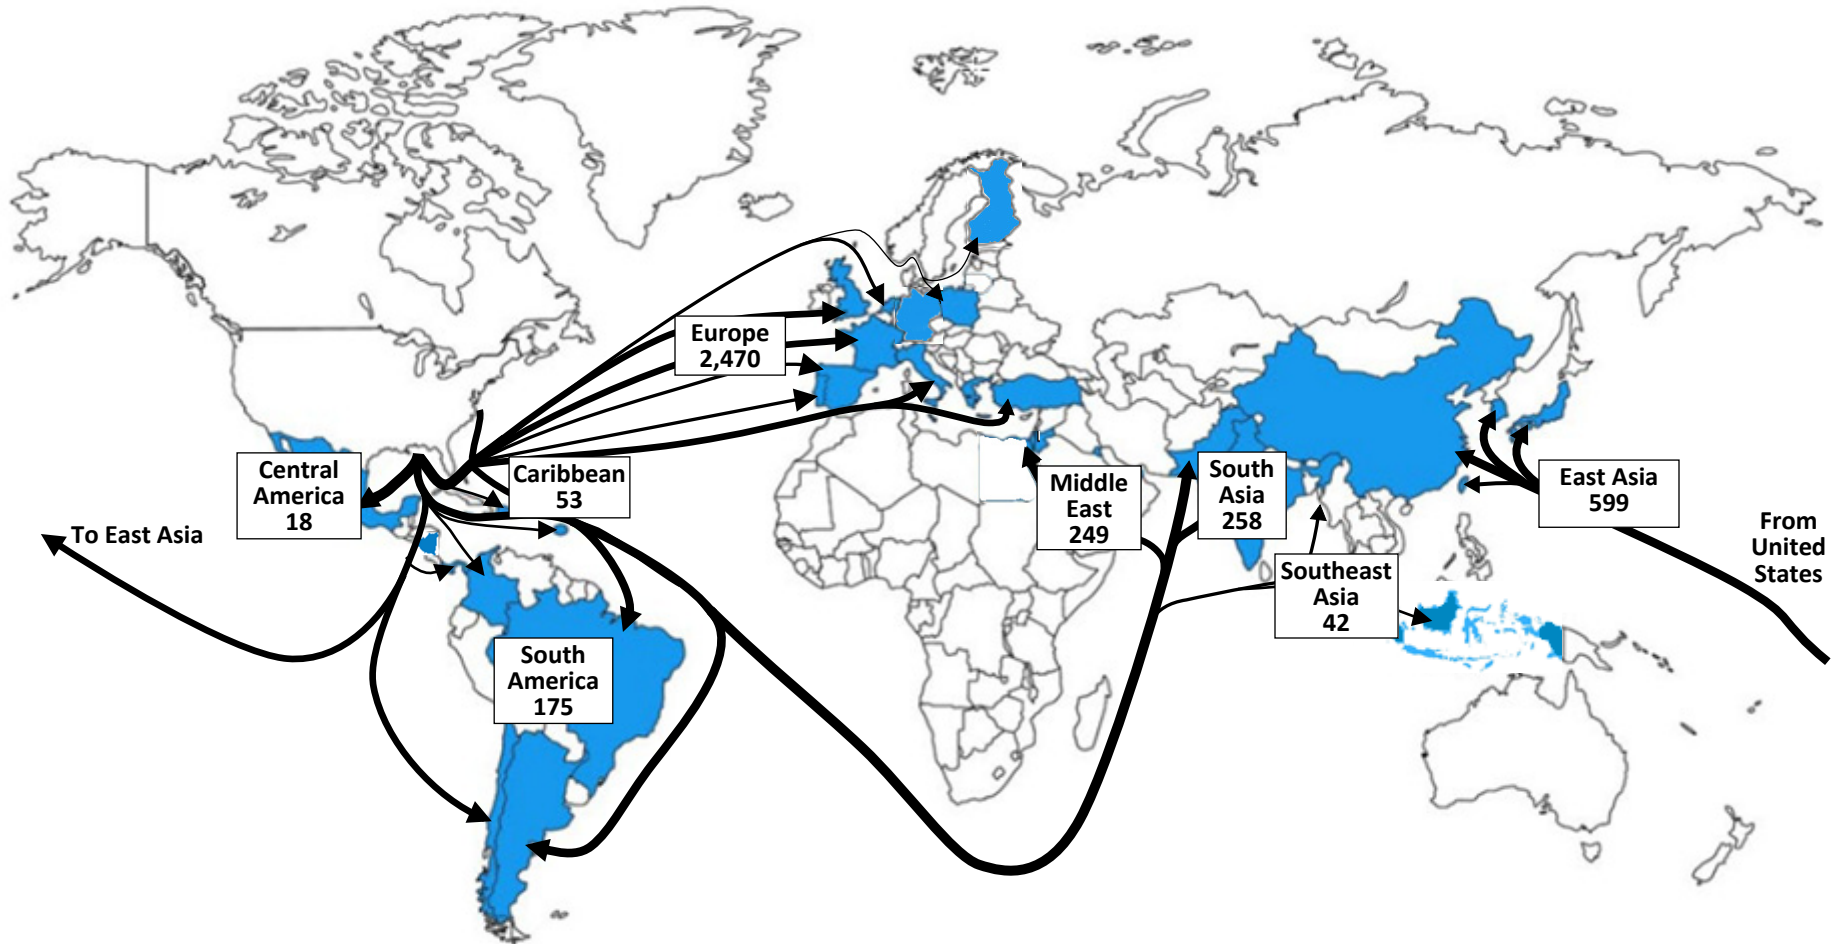 Europe
2,470
Central
America
18
Caribbean
53
Middle
East
249
South
Asia
258
East Asia
599
To East Asia
From
United
States
Southeast
Asia
42
South
America
175